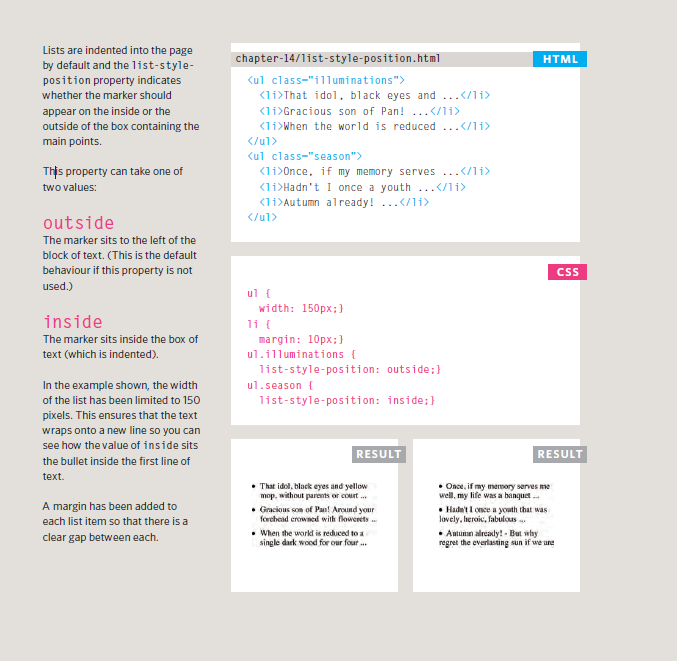 Lists are indented into the page
by default and the list-style-
position property indicates
whether the marker should
appear on the inside or the
outside of the box containing the
main points.
This property can take one of
two values:
outside
The marker sits to the left of the
block of text. (This is the default
behaviour if this property is not
used.)
inside
The marker sits inside the box of
text (which is indented).
In the example shown, the width
of the list has been limited to 150
pixels. This ensures that the text
wraps onto a new line so you can
see how the value of inside sits
the bullet inside the first line of
text.
A margin has been added to
each list item so that there is a
clear gap between each.
chapter-14/list-style-position.html
HTML
<ul class="illuminations">
<li>That idol, black eyes and ...</li>
<li>Gracious son of Pan! ...</li>
<li>When the world is reduced ...</li>
</ul>
<ul class="season">
<li>Once, if my memory serves ...</li>
<li>Hadn't I once a youth ...</li>
<li>Autumn already! ...</li>
</ul>
CSS
ul {
width: 150px;}
li {
margin: 10px;}
ul.illuminations {
list-style-position: outside;}
ul.season {
list-style-position: inside;}
RESULT
• That idol, black eyes and yellow
mop, without parents or court ...
• Gracious son of Pan! Around your
forehead crowned with flowerets ...
• When the world is reduced to a
single dark wood for our four ...
RESULT
• Once, if my memory serves me
well, my life was a banquet ...
• Hadn't I once a youth that was
lovely, heroic, fabulous ...
• Autumn already! - But why
regret the everlasting sun if we are